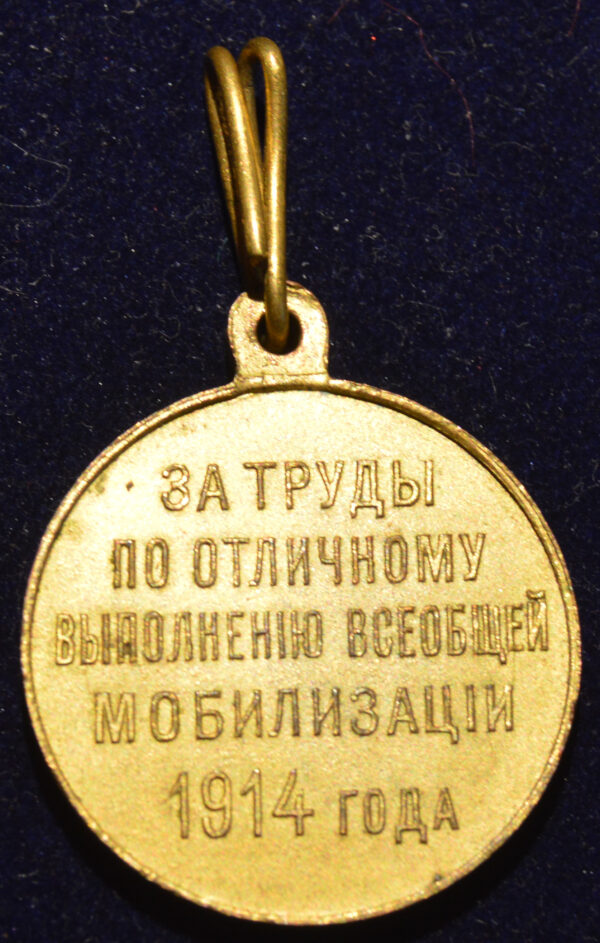 ЗА ТРУДЫ
ПО ОТЛИЧНОМУ
ВЫПОЛНЕНІЮ ВСЕОБЩЕЙ
МОБИЛИЗАЦІИ
1914 ГОДА